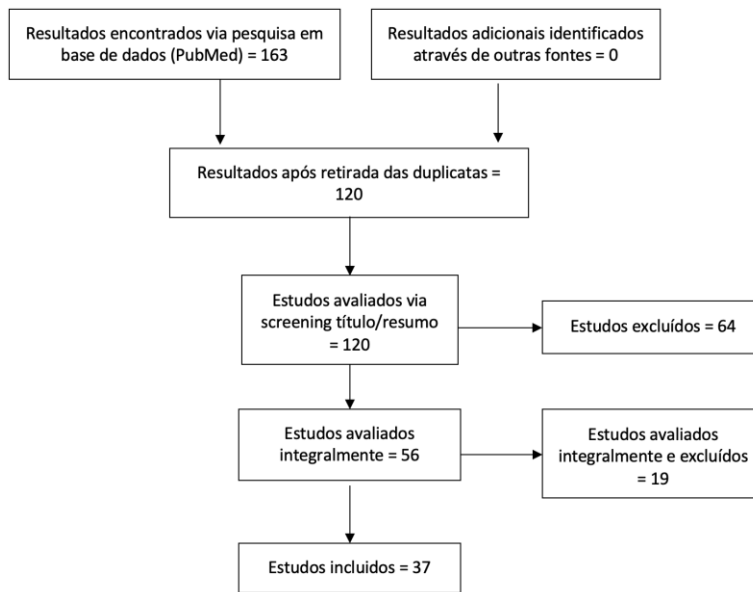 Resultados encontrados via pesquisa em
base de dados (PubMed) = 163
Resultados adicionais identificados
através de outras fontes = 0
Resultados após retirada das duplicatas =
120
Estudos avaliados via
screening título/resumo
= 120
Estudos excluídos = 64
Estudos avaliados
integralmente = 56
Estudos avaliados
integralmente e excluídos
= 19
Estudos incluidos = 37